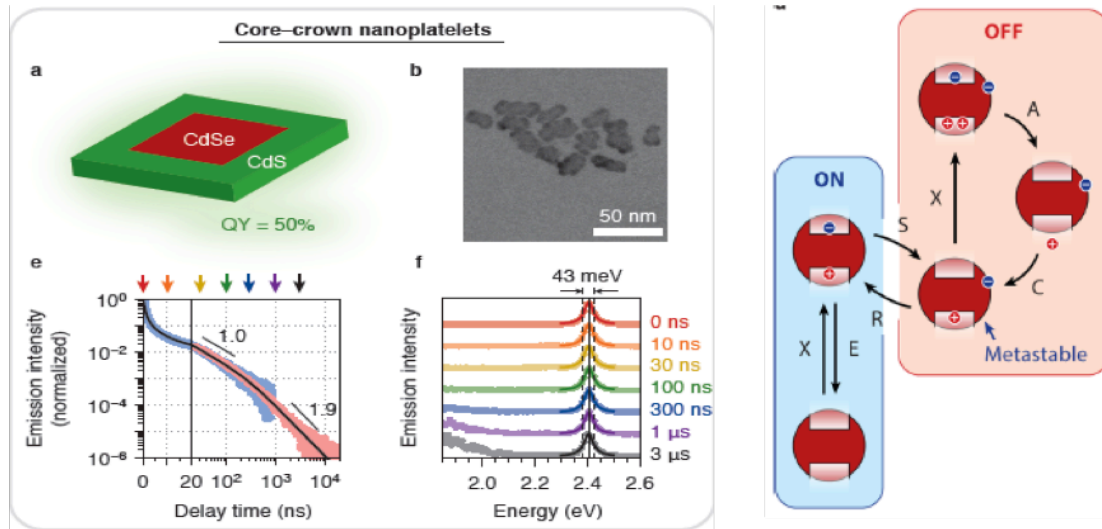 Core–crown nanoplatelets
a
CdSe
CdS
QY = 50%
b
50 nm
e
10⁰
10⁻²
10⁻⁴
10⁻⁶
1.0
1.9
0
20
10²
10³
10⁴
Emission intensity
(normalized)
Delay time (ns)
f
43 meV
0 ns
10 ns
30 ns
100 ns
300 ns
1 µs
3 µs
2.0
2.2
2.4
2.6
Emission intensity
Energy (eV)
OFF
A
ON
X
S
C
R
Metastable
X
E